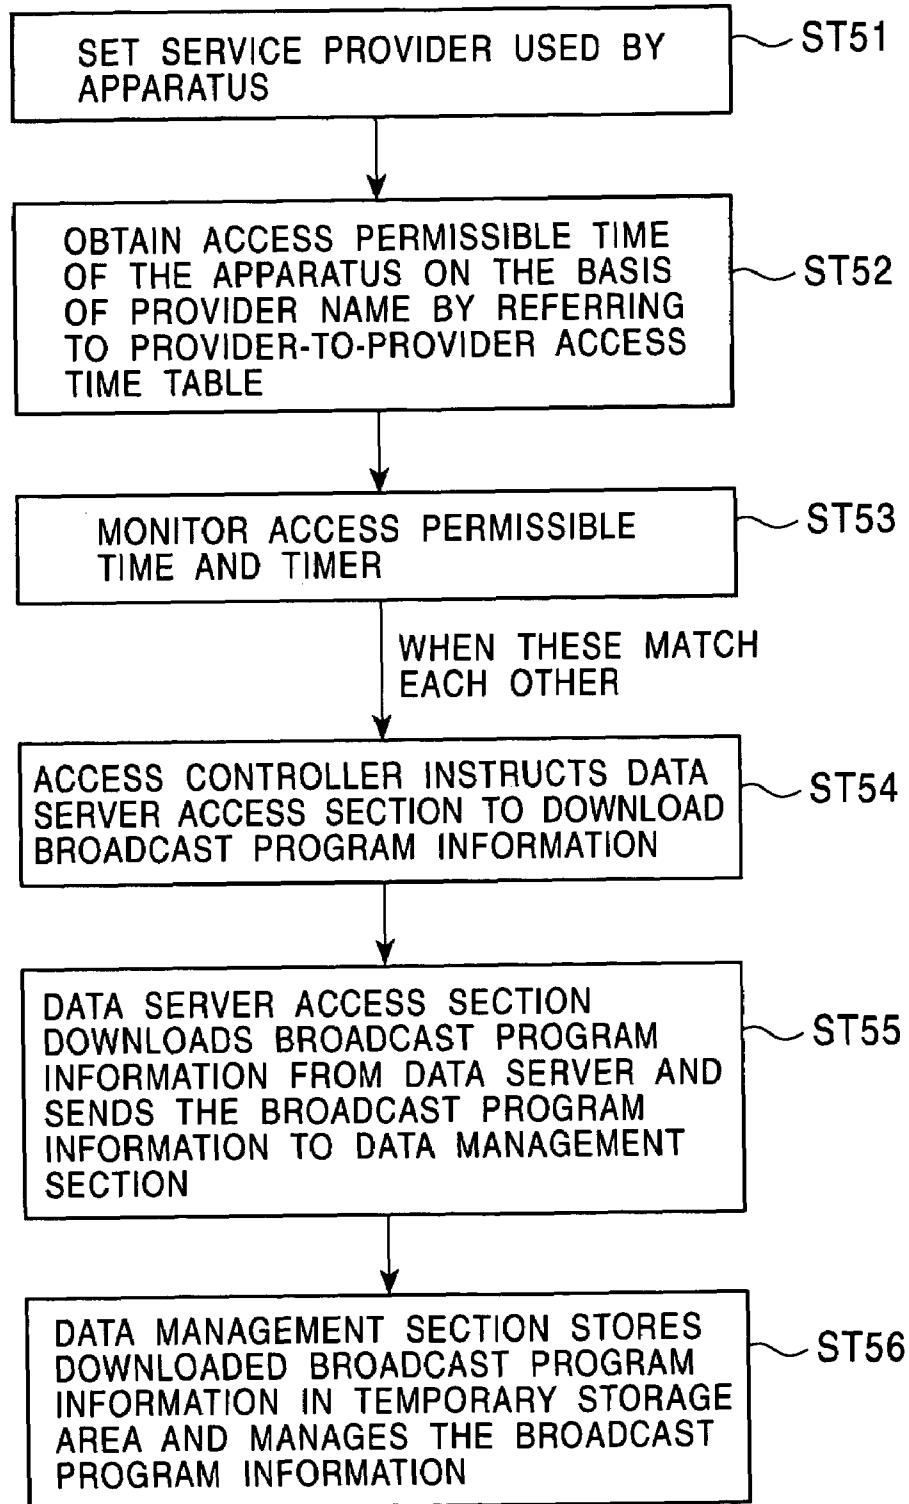 SET SERVICE PROVIDER USED BY
APPARATUS
ST51
OBTAIN ACCESS PERMISSIBLE TIME
OF THE APPARATUS ON THE BASIS
OF PROVIDER NAME BY REFERRING
TO PROVIDER-TO-PROVIDER ACCESS
TIME TABLE
ST52
MONITOR ACCESS PERMISSIBLE
TIME AND TIMER
ST53
WHEN THESE MATCH
EACH OTHER
ACCESS CONTROLLER INSTRUCTS DATA
SERVER ACCESS SECTION TO DOWNLOAD
BROADCAST PROGRAM INFORMATION
ST54
DATA SERVER ACCESS SECTION
DOWNLOADS BROADCAST PROGRAM
INFORMATION FROM DATA SERVER AND
SENDS THE BROADCAST PROGRAM
INFORMATION TO DATA MANAGEMENT
SECTION
ST55
DATA MANAGEMENT SECTION STORES
DOWNLOADED BROADCAST PROGRAM
INFORMATION IN TEMPORARY STORAGE
AREA AND MANAGES THE BROADCAST
PROGRAM INFORMATION
ST56